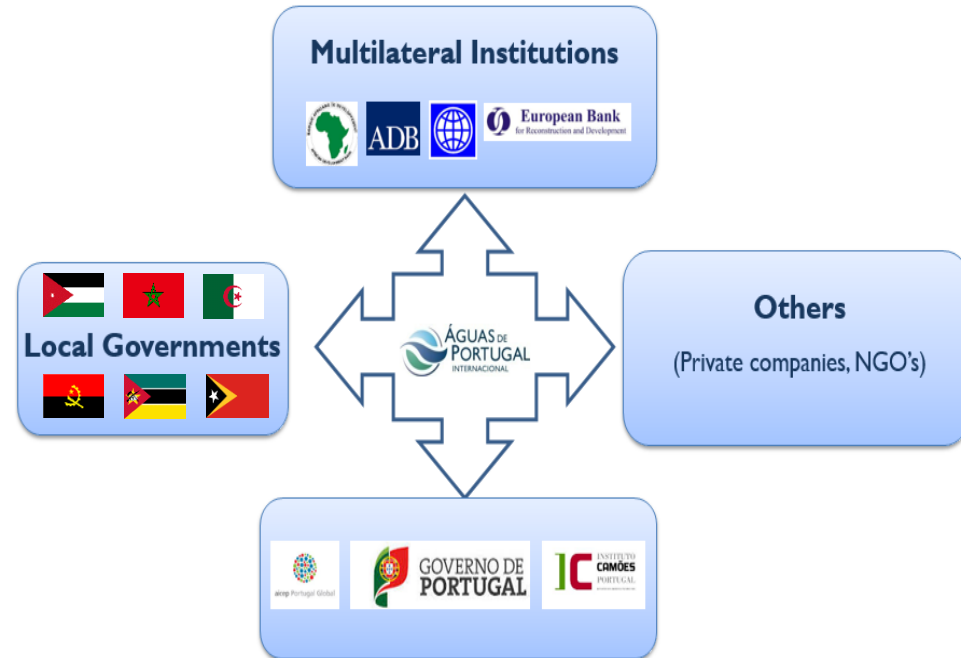 Multilateral Institutions
ADB
European Bank
for Reconstruction and Development
Local Governments
ÁGUAS DE
PORTUGAL
INTERNACIONAL
Others
(Private companies, NGO's)
aicep Portugal Global
GOVERNO DE
PORTUGAL
IC
INSTITUTO
CAMÕES
PORTUGAL